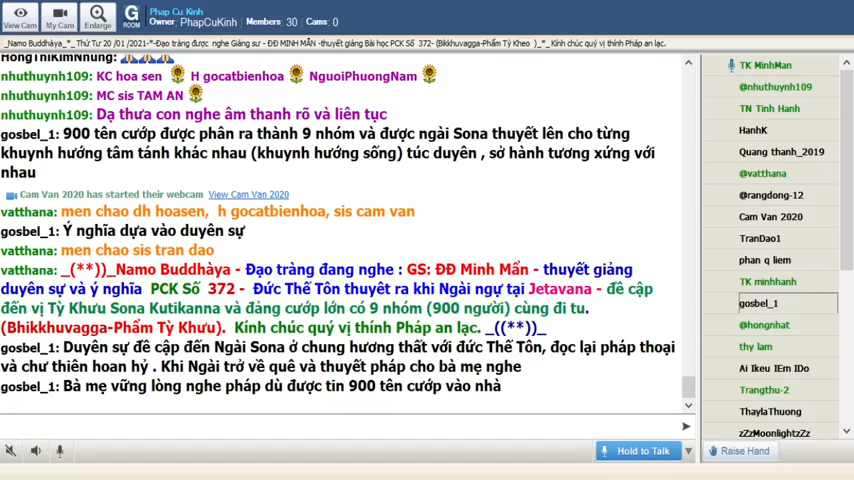 Phap Cu Kinh
Owner: PhapCuKinh Members: 30 Cams: 0
View Cam
My Cam
Enlarge
G
ROOM
_Namo Buddhàya_*_ Thứ Tư 20 /01 /2021-*-Đạo tràng được nghe Giảng sư - ĐĐ MINH MẪN -thuyết giảng Bài học PCK Số 372- (Bikkhuvagga-Phẩm Tỳ Kheo )_*_ Kính chúc quý vị thính Pháp an lạc.
HongThiKimNhung:
nhuthuynh109: KC hoa sen H gocatbienhoa NguoiPhuongNam
nhuthuynh109: MC sis TAM AN
nhuthuynh109: Dạ thưa con nghe âm thanh rõ và liên tục
gosbel_1: 900 tên cướp được phân ra thành 9 nhóm và được ngài Sona thuyết lên cho từng
khuynh hướng tâm tánh khác nhau (khuynh hướng sống) túc duyên , sở hành tương xứng với
nhau
Cam Van 2020 has started their webcam View Cam Van 2020
vatthana: men chao dh hoasen, h gocatbienhoa, sis cam van
gosbel_1: Ý nghĩa dựa vào duyên sự
vatthana: men chao sis tran dao
vatthana: _(**))_Namo Buddhàya - Đạo tràng đang nghe : GS: ĐĐ Minh Mẩn - thuyết giảng
duyên sự và ý nghĩa PCK Số 372 - Đức Thế Tôn thuyêt ra khi Ngài ngự tại Jetavana - đề cập
đến vị Tỳ Khưu Sona Kutikanna và đảng cướp lớn có 9 nhóm (900 người) cùng đi tu.
(Bhikkhuvagga-Phẩm Tỳ Khưu). Kính chúc quý vị thính Pháp an lạc. _((**))_
gosbel_1: Duyên sự đề cập đến Ngài Sona ở chung hương thất với đức Thế Tôn, đọc lại pháp thoại
và chư thiên hoan hỷ . Khi Ngài trở về quê và thuyết pháp cho bà mẹ nghe
gosbel_1: Bà mẹ vững lòng nghe pháp dù được tin 900 tên cướp vào nhà
Hold to Talk
Raise Hand
TK MinhMan
@nhuthuynh109
TN Tinh Hanh
HanhK
Quang thanh_2019
@vatthana
@rangdong-12
Cam Van 2020
TranDao1
phan q liem
TK minhhanh
gosbel_1
@hongnhat
thy lam
Ai Ikeu IEm IDo
Trangthu-2
ThaylaThuong
zZzMoonlightzZz